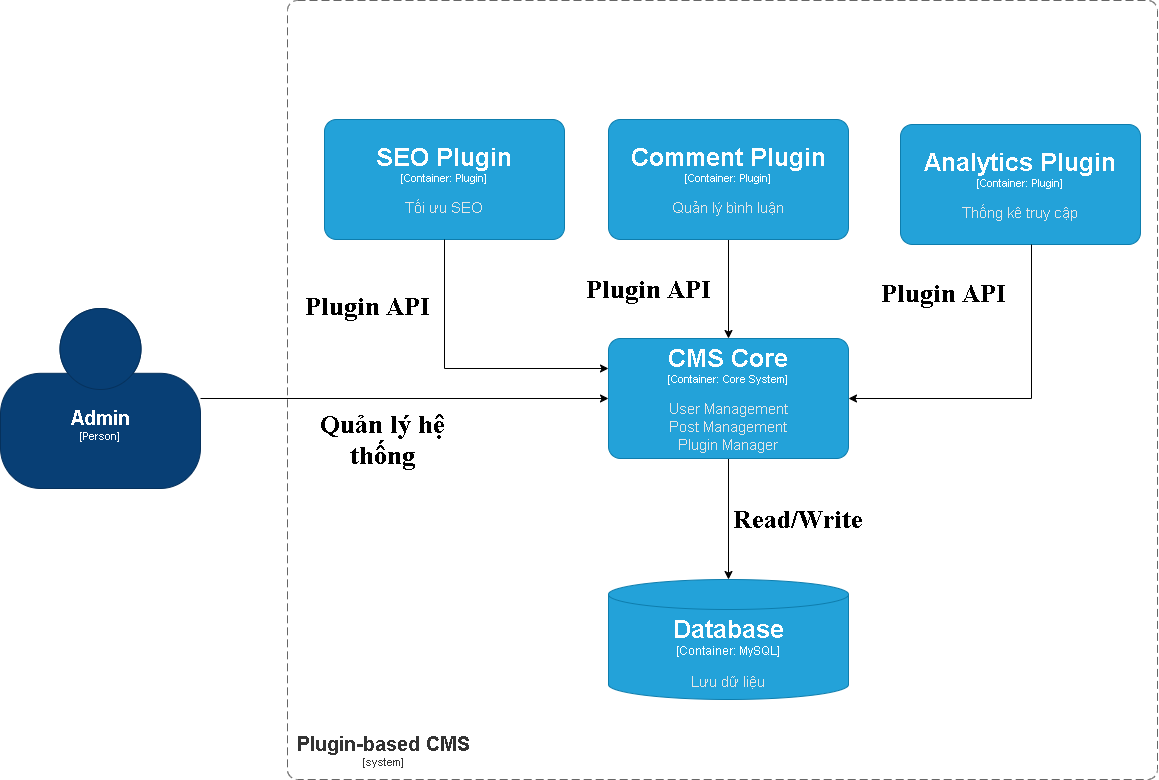 SEO Plugin
[Container: Plugin]
Tối ưu SEO
Comment Plugin
[Container: Plugin]
Quản lý bình luận
Analytics Plugin
[Container: Plugin]
Thống kê truy cập
Plugin API
Plugin API
Plugin API
Admin
[Person]
Quản lý hệ
thống
CMS Core
[Container: Core System]
User Management
Post Management
Plugin Manager
Read/Write
Database
[Container: MySQL]
Lưu dữ liệu
Plugin-based CMS
[system]